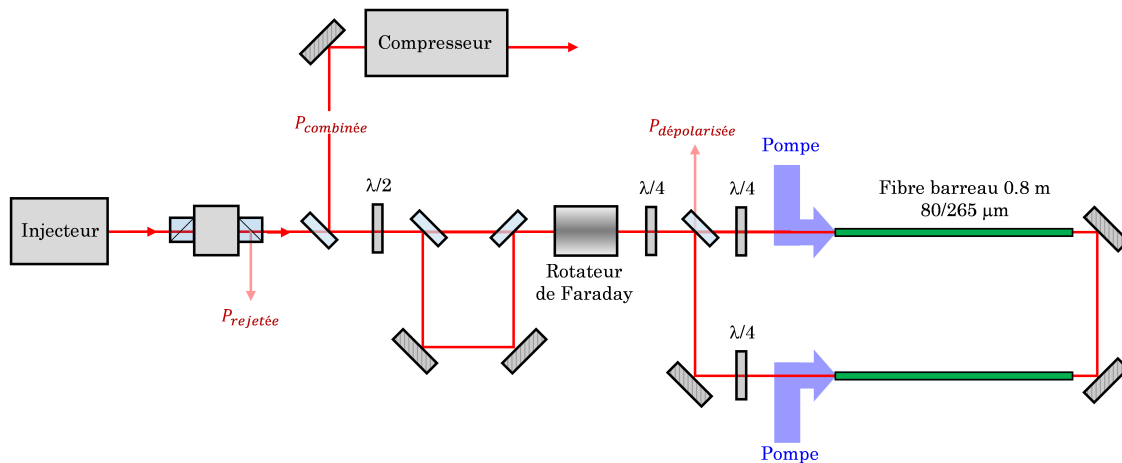 Compresseur
P_combinée
P_dépolarisée
Pompe
λ/2
λ/4
λ/4
Fibre barreau 0.8 m
80/265 µm
Injecteur
Rotateur
de Faraday
P_rejetée
λ/4
Pompe